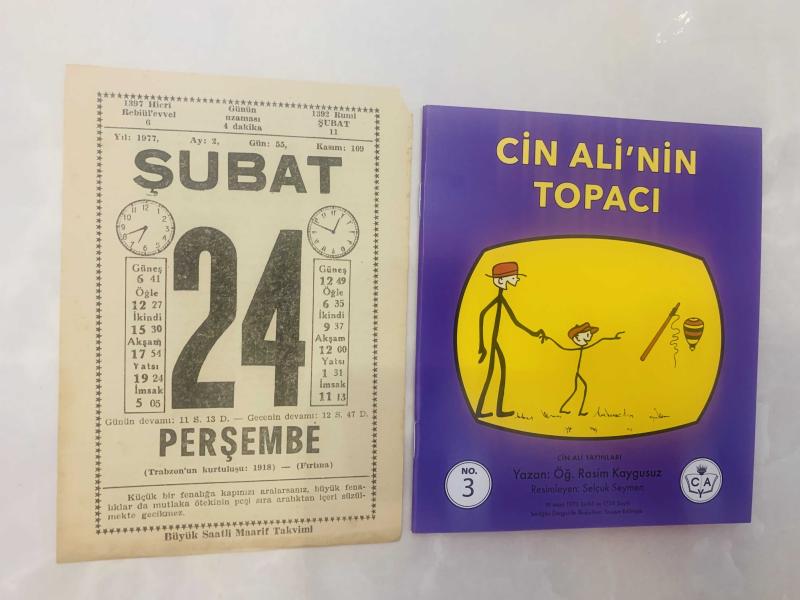 1397 Hicri
Rebiül'evvel
6
Günün
uzaması
4 dakika
1392 Rumi
ŞUBAT
11
Yıl: 1977, Ay: 2, Gün: 55, Kasım: 109
ŞUBAT
24
Güneş
6 41
Öğle
12 27
İkindi
15 30
Akşam
17 54
Yatsı
19 24
İmsak
5 05
Güneş
12 49
Öğle
6 35
İkindi
9 37
Akşam
12 00
Yatsı
1 31
İmsak
11 13
Günün devamı: 11 S. 13 D. — Gecenin devamı: 12 S. 47 D.
PERŞEMBE
(Trabzon'un kurtuluşu: 1918) — (Fırtına)
Küçük bir fenalığa kapınızı aralarsanız, büyük fena-
lıklar da mutlaka ötekinin peşi sıra aralıktan içeri süzül-
mekte gecikmez.
Büyük Saatli Maarif Takvimi
CİN ALİ'NİN
TOPACI
CİN ALİ YAYINLARI
Yazan: Öğ. Rasim Kaygusuz
Resimleyen: Selçuk Seymen
NO.
3
C A